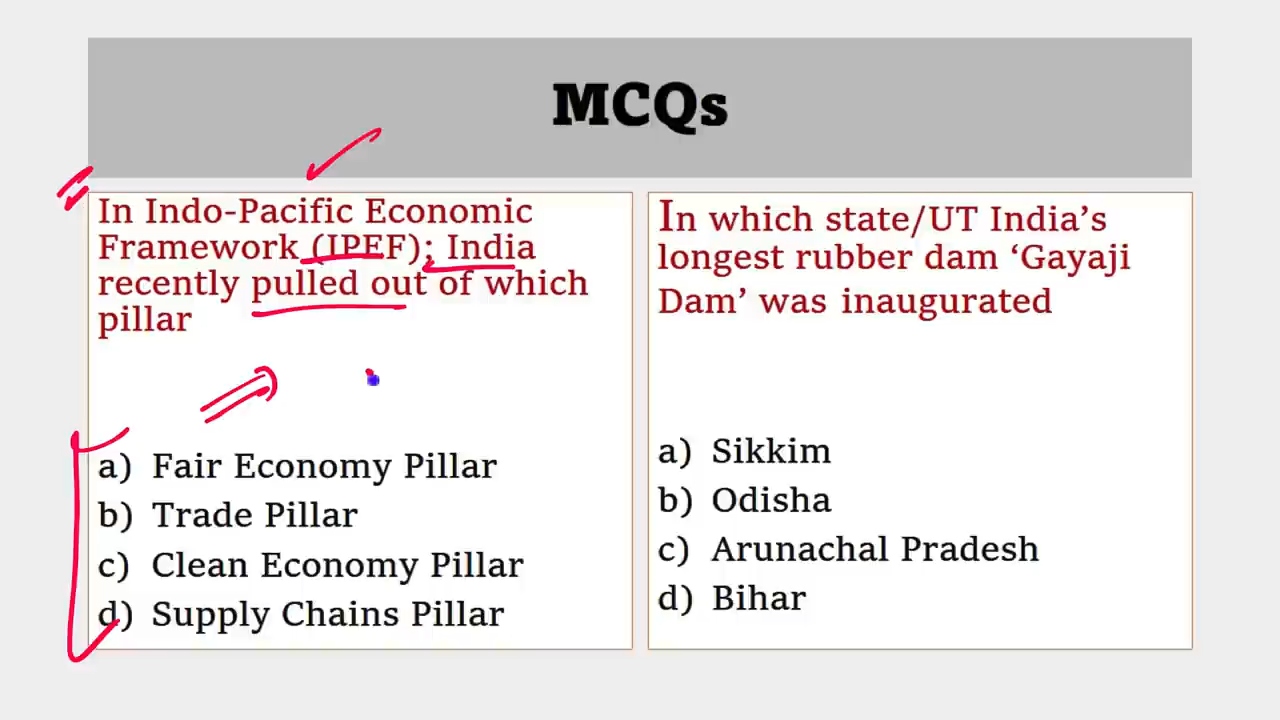 MCQs
In Indo-Pacific Economic
Framework (IPEF); India
recently pulled out of which
pillar
a) Fair Economy Pillar
b) Trade Pillar
c) Clean Economy Pillar
d) Supply Chains Pillar
In which state/UT India’s
longest rubber dam ‘Gayaji
Dam’ was inaugurated
a) Sikkim
b) Odisha
c) Arunachal Pradesh
d) Bihar